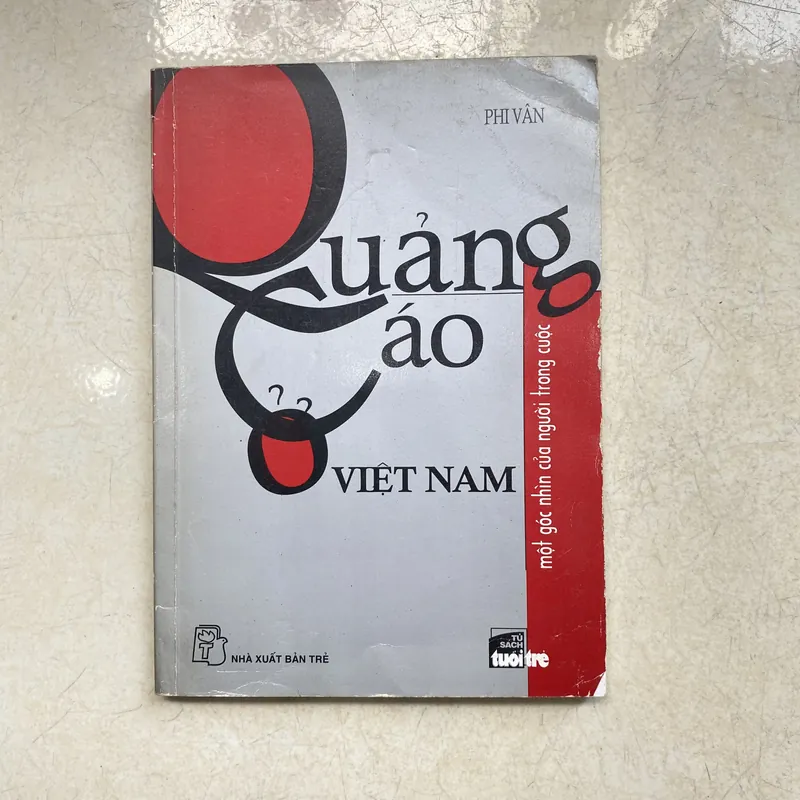 PHI VÂN
Quảng
Cáo
Ở VIỆT NAM
một góc nhìn của người trong cuộc
T
NHÀ XUẤT BẢN TRẺ
TỦ
SÁCH
tuổi trẻ